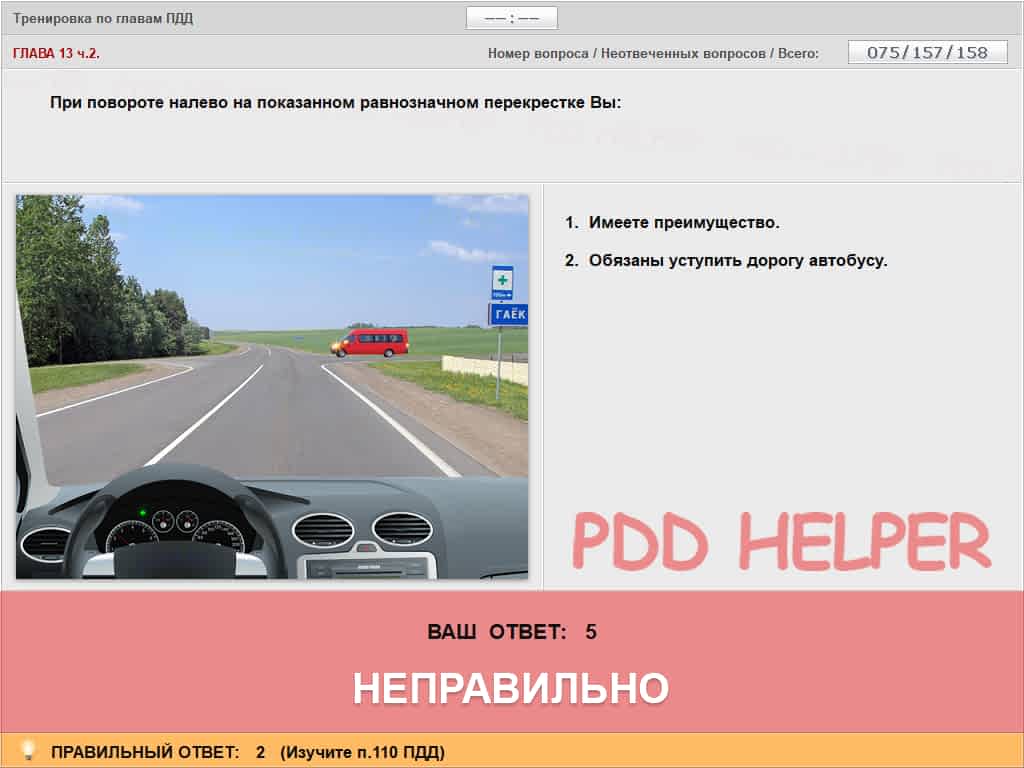 Тренировка по главам ПДД
—— : ——
ГЛАВА 13 ч.2.
Номер вопроса / Неотвеченных вопросов / Всего:
075/157/158
При повороте налево на показанном равнозначном перекрестке Вы:
1. Имеете преимущество.
2. Обязаны уступить дорогу автобусу.
ГАЁК
PDD HELPER
ВАШ ОТВЕТ: 5
НЕПРАВИЛЬНО
ПРАВИЛЬНЫЙ ОТВЕТ: 2 (Изучите п.110 ПДД)